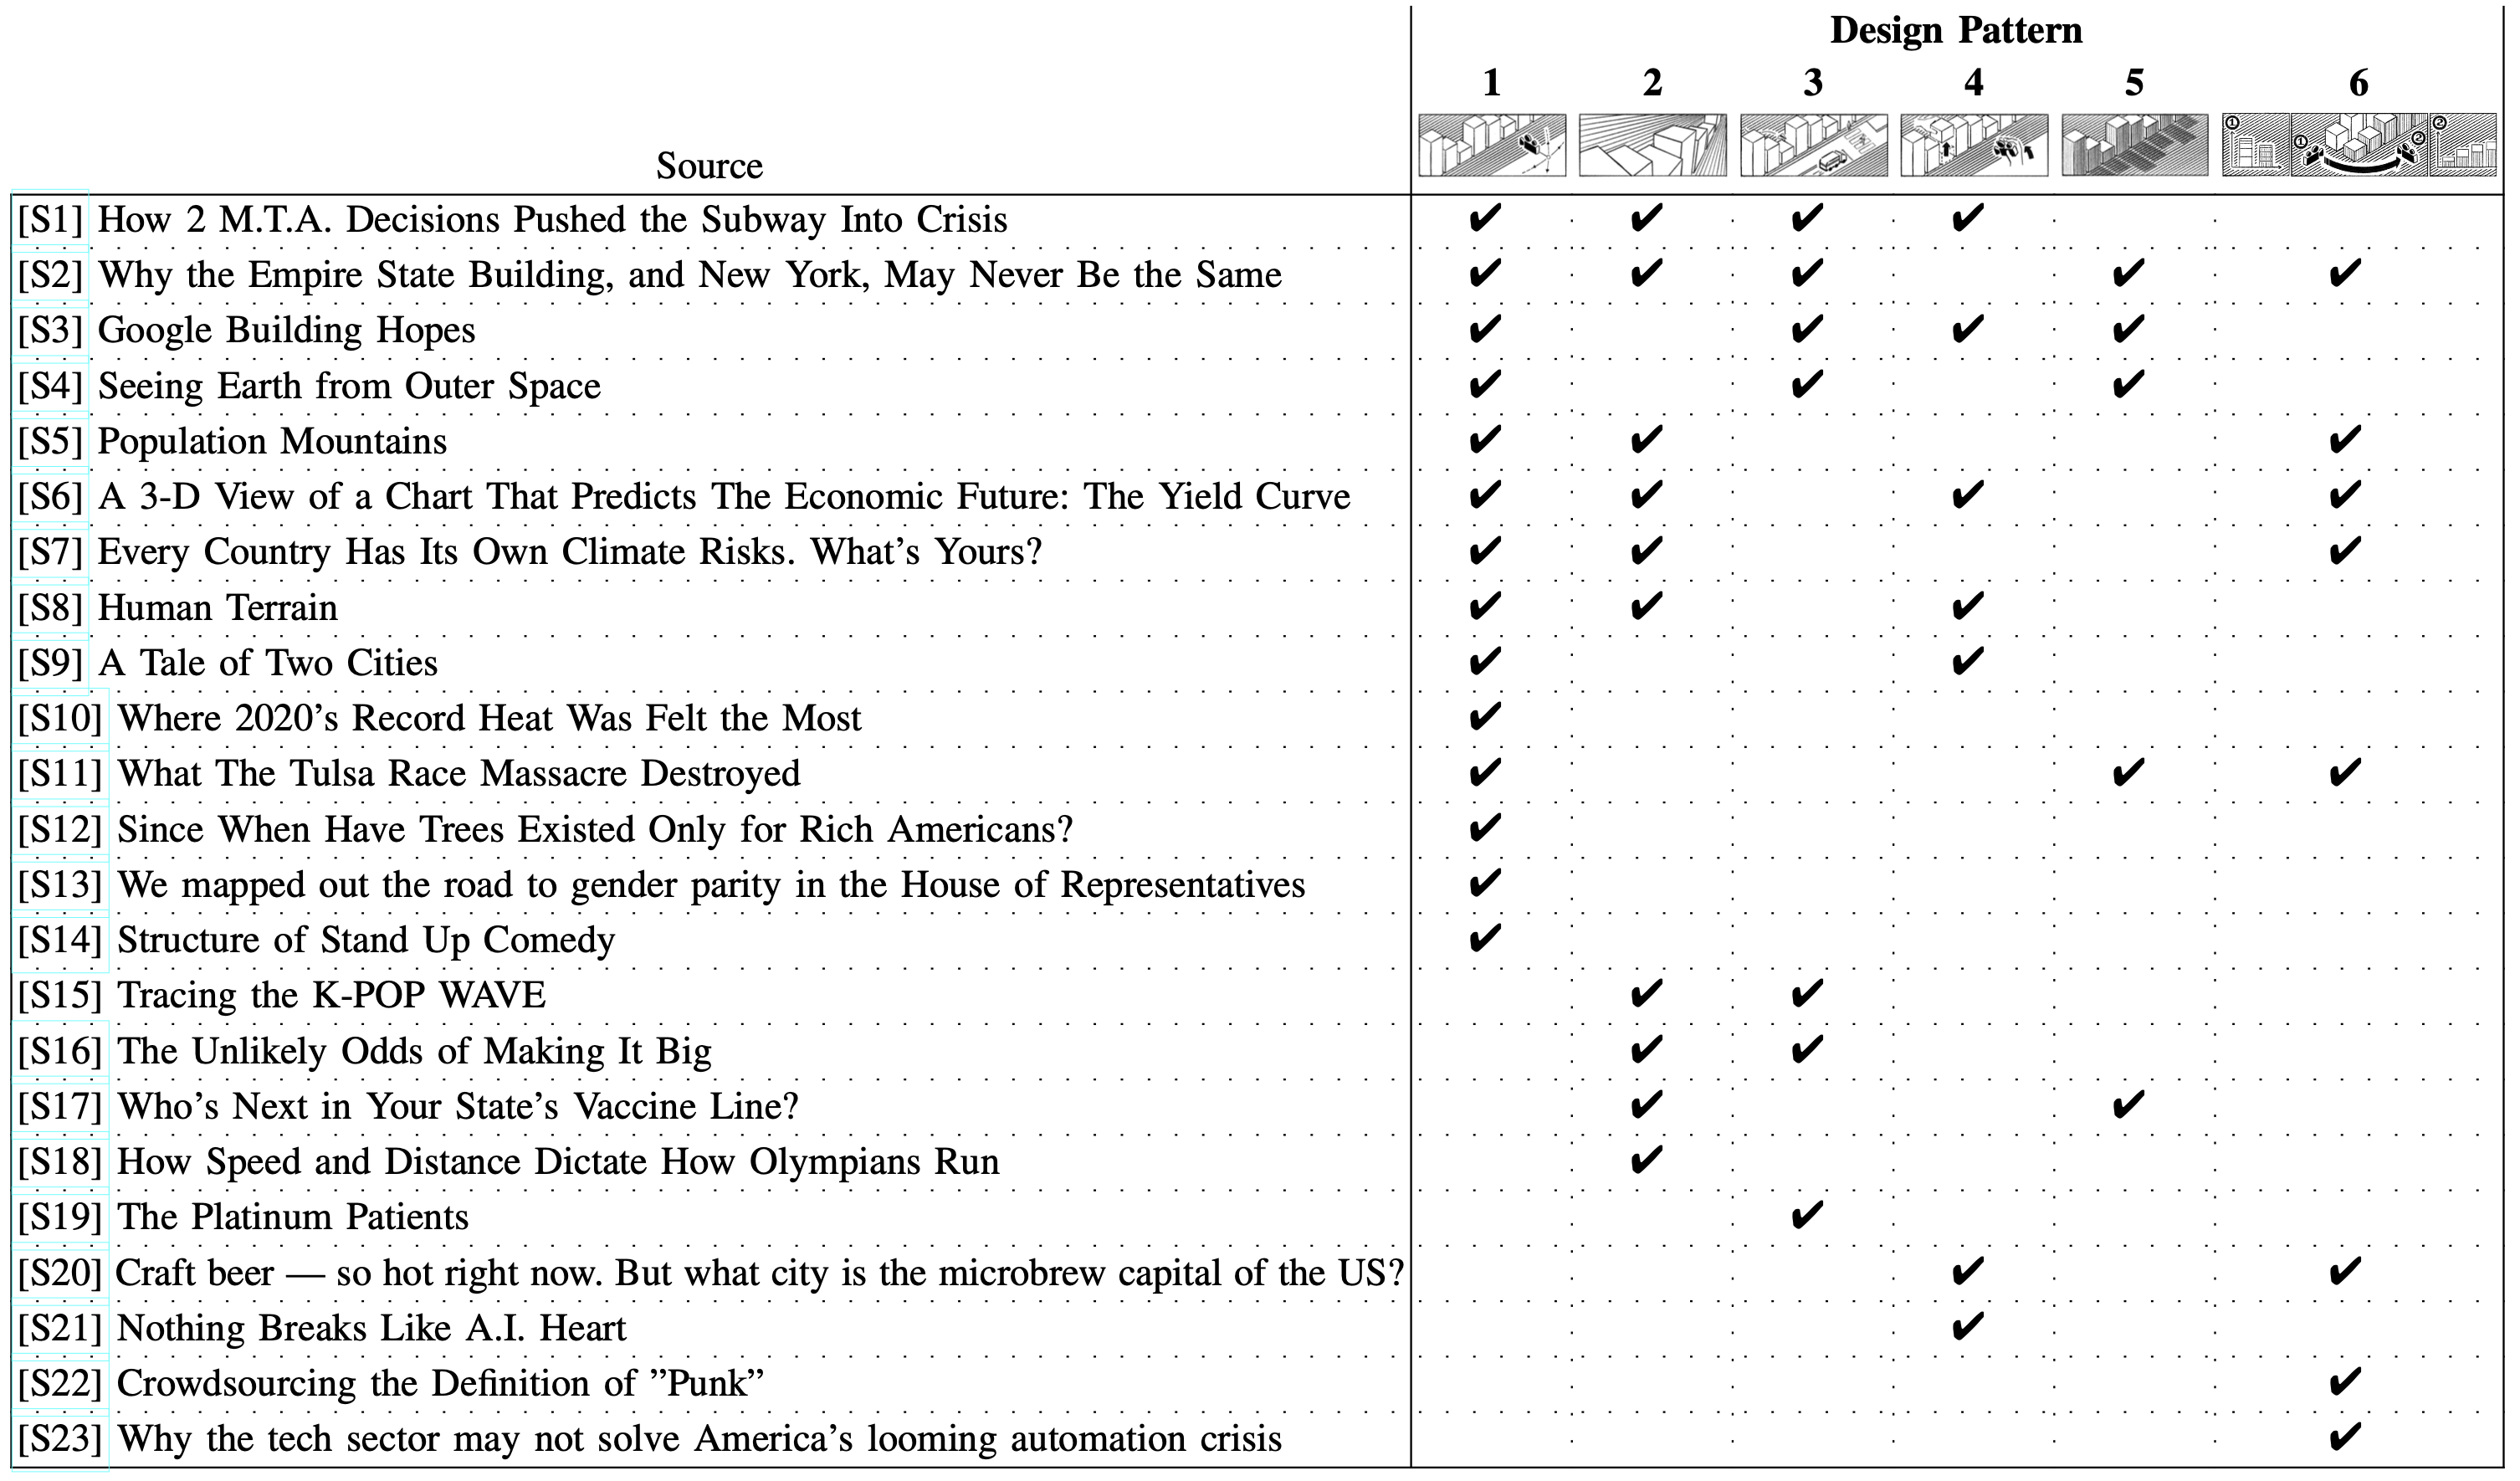 Design Pattern
Source 1 2 3 4 5 6
① ① ② ②
[S1] How 2 M.T.A. Decisions Pushed the Subway Into Crisis ✔ ✔ ✔ ✔
[S2] Why the Empire State Building, and New York, May Never Be the Same ✔ ✔ ✔ ✔ ✔
[S3] Google Building Hopes ✔ ✔ ✔ ✔
[S4] Seeing Earth from Outer Space ✔ ✔ ✔
[S5] Population Mountains ✔ ✔ ✔
[S6] A 3-D View of a Chart That Predicts The Economic Future: The Yield Curve ✔ ✔ ✔ ✔
[S7] Every Country Has Its Own Climate Risks. What’s Yours? ✔ ✔ ✔
[S8] Human Terrain ✔ ✔ ✔
[S9] A Tale of Two Cities ✔ ✔
[S10] Where 2020’s Record Heat Was Felt the Most ✔
[S11] What The Tulsa Race Massacre Destroyed ✔ ✔ ✔
[S12] Since When Have Trees Existed Only for Rich Americans? ✔
[S13] We mapped out the road to gender parity in the House of Representatives ✔
[S14] Structure of Stand Up Comedy ✔
[S15] Tracing the K-POP WAVE ✔ ✔
[S16] The Unlikely Odds of Making It Big ✔ ✔
[S17] Who’s Next in Your State’s Vaccine Line? ✔ ✔
[S18] How Speed and Distance Dictate How Olympians Run ✔
[S19] The Platinum Patients ✔
[S20] Craft beer — so hot right now. But what city is the microbrew capital of the US? ✔ ✔
[S21] Nothing Breaks Like A.I. Heart ✔
[S22] Crowdsourcing the Definition of ”Punk” ✔
[S23] Why the tech sector may not solve America’s looming automation crisis ✔